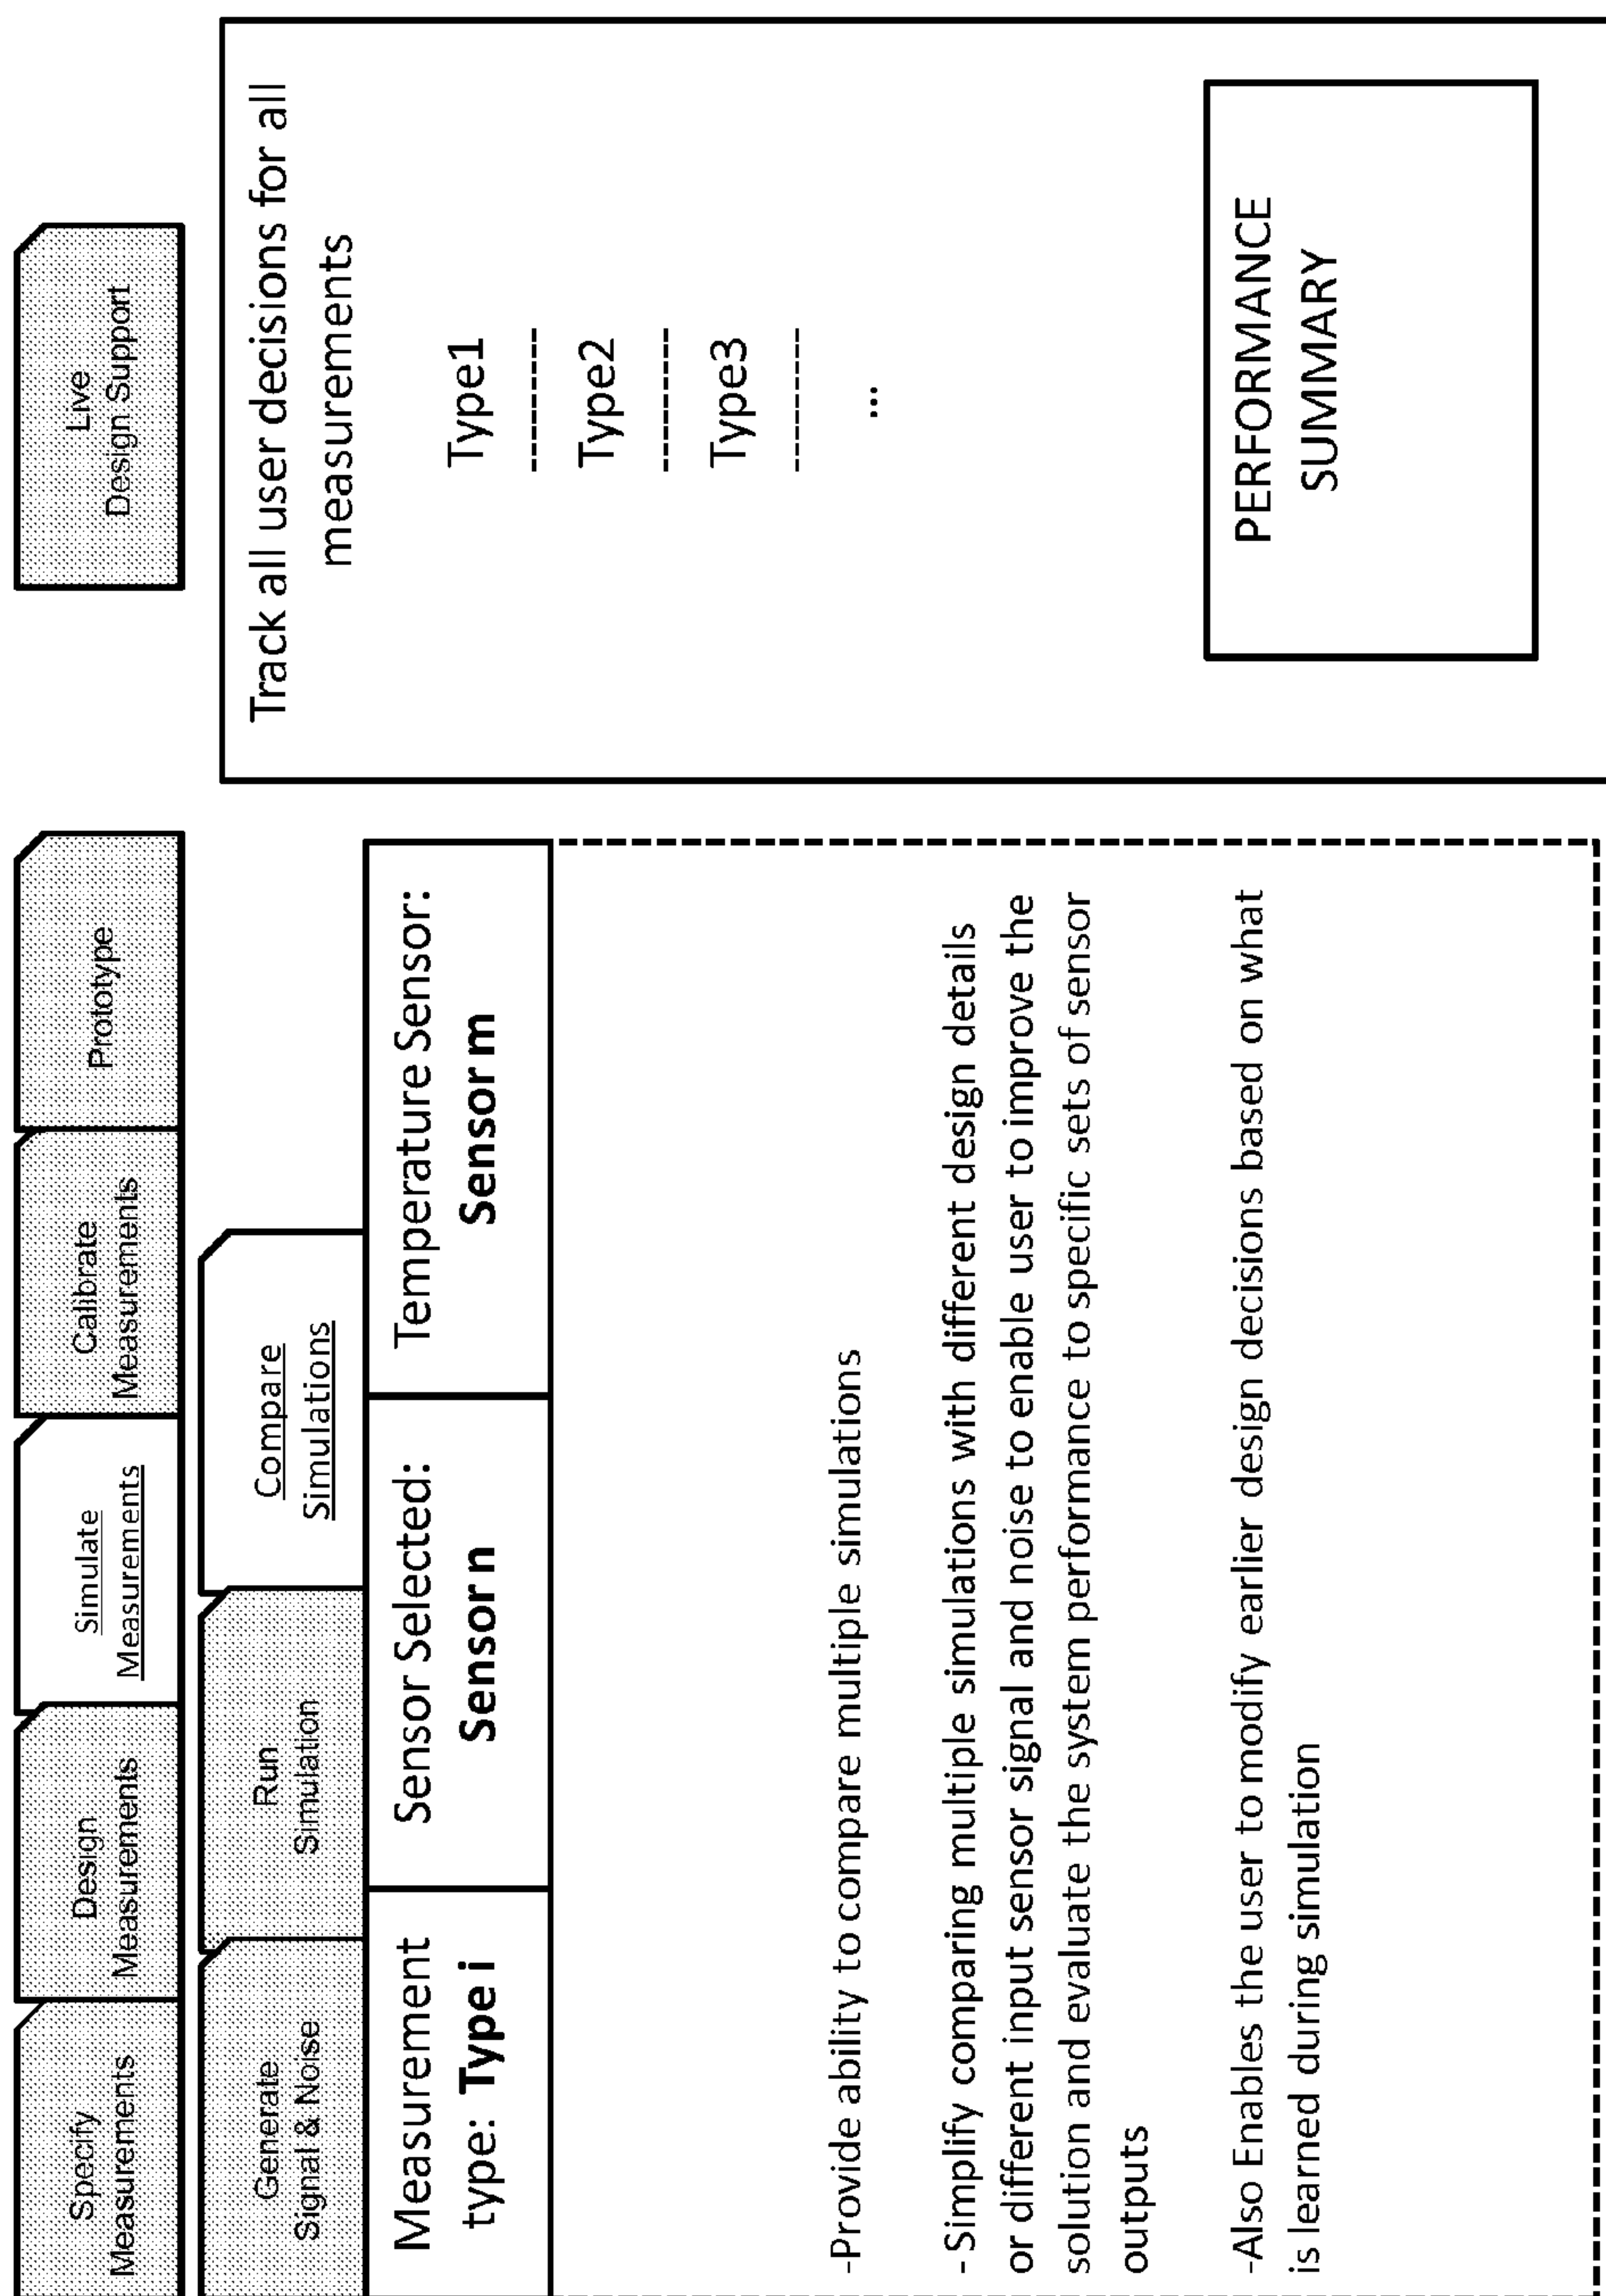 Specify
Measurements
Design
Measurements
Simulate
Measurements
Calibrate
Measurements
Prototype
Live
Design Support
Generate
Signal & Noise
Run
Simulation
Compare
Simulations
Measurement
type: Type i
Sensor Selected:
Sensor n
Temperature Sensor:
Sensor m
-Provide ability to compare multiple simulations
- Simplify comparing multiple simulations with different design details
or different input sensor signal and noise to enable user to improve the
solution and evaluate the system performance to specific sets of sensor
outputs
-Also Enables the user to modify earlier design decisions based on what
is learned during simulation
Track all user decisions for all
measurements
Type1
---------
Type2
---------
Type3
---------
...
PERFORMANCE
SUMMARY